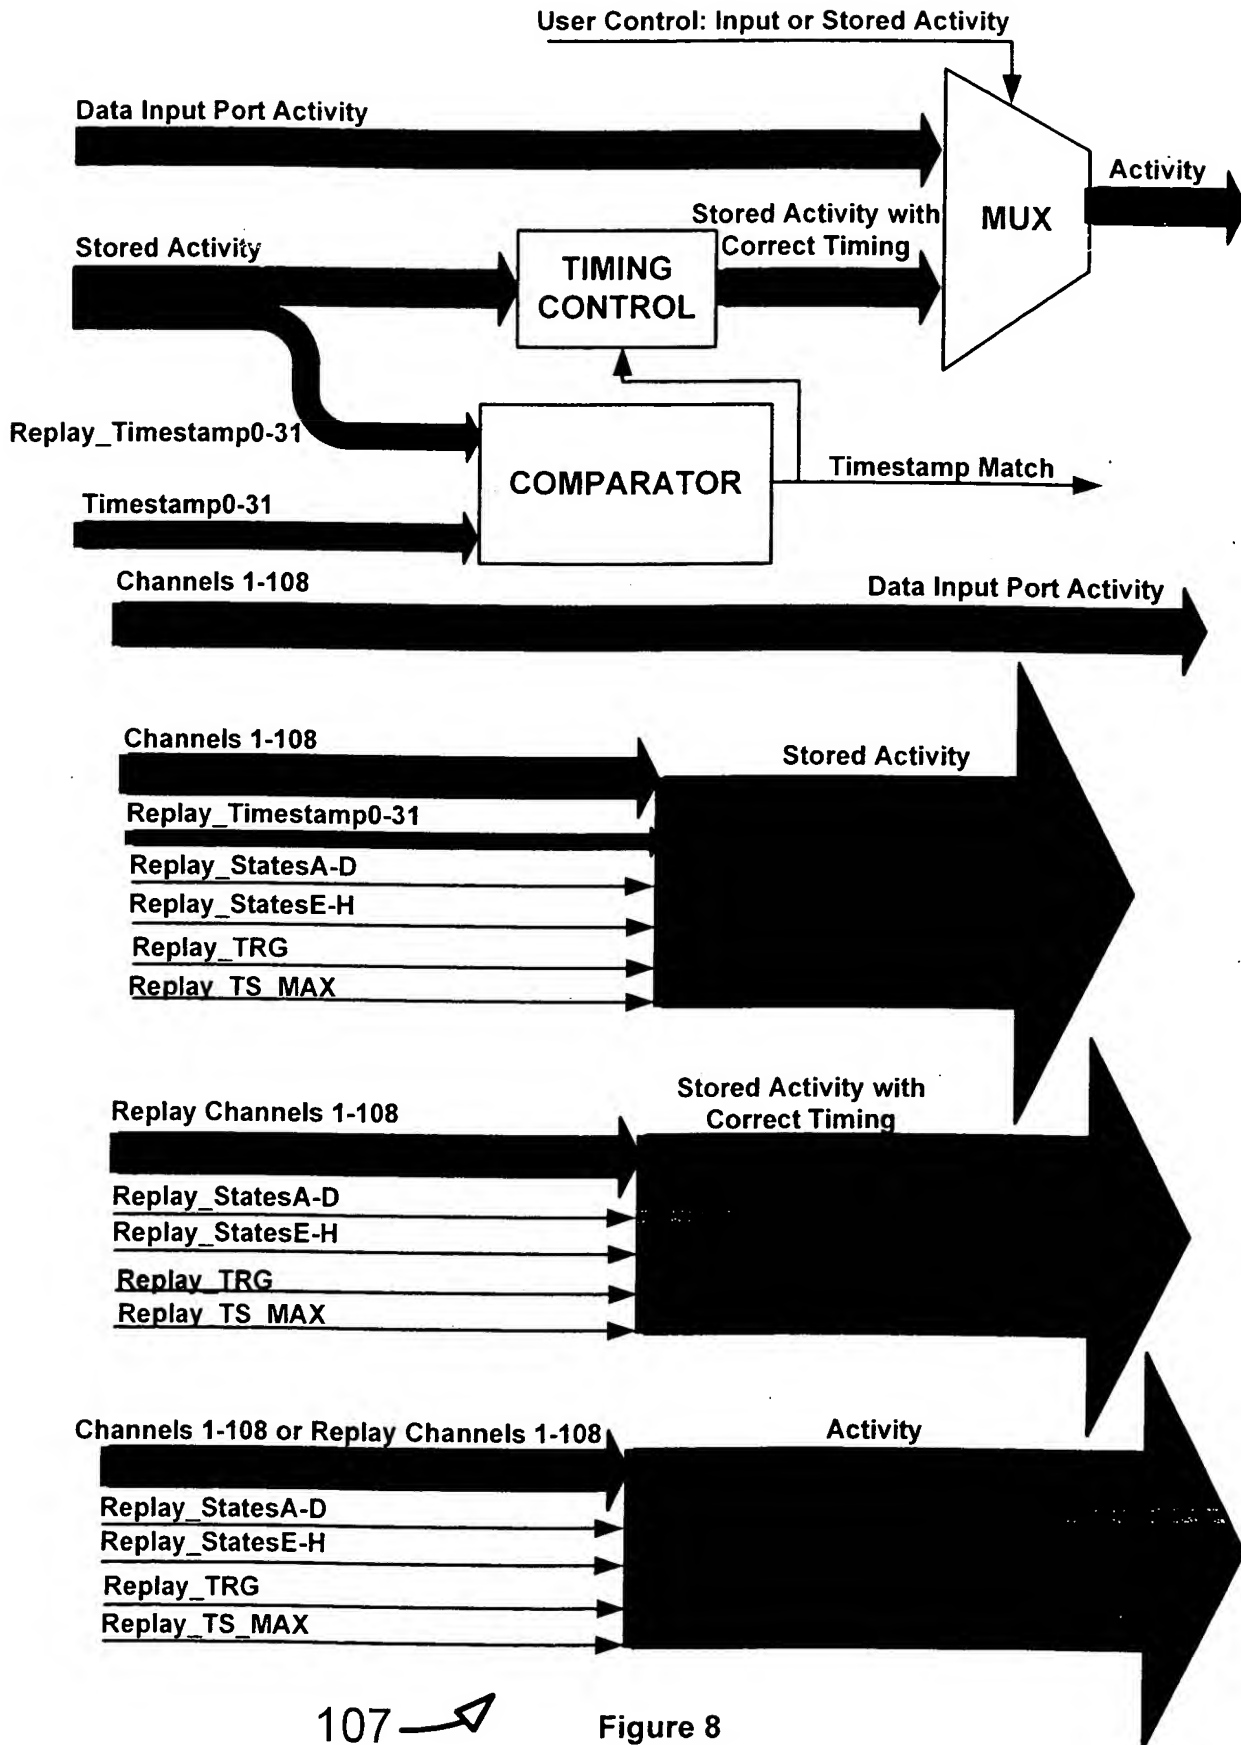 User Control: Input or Stored Activity
Data Input Port Activity
Activity
MUX
Stored Activity with
Correct Timing
Stored Activity
TIMING
CONTROL
Replay_Timestamp0-31
COMPARATOR
Timestamp Match
Timestamp0-31
Channels 1-108
Data Input Port Activity
Channels 1-108
Stored Activity
Replay_Timestamp0-31
Replay_StatesA-D
Replay_StatesE-H
Replay_TRG
Replay_TS_MAX
Stored Activity with
Correct Timing
Replay Channels 1-108
Replay_StatesA-D
Replay_StatesE-H
Replay_TRG
Replay_TS_MAX
Channels 1-108 or Replay Channels 1-108
Activity
Replay_StatesA-D
Replay_StatesE-H
Replay_TRG
Replay_TS_MAX
107
Figure 8